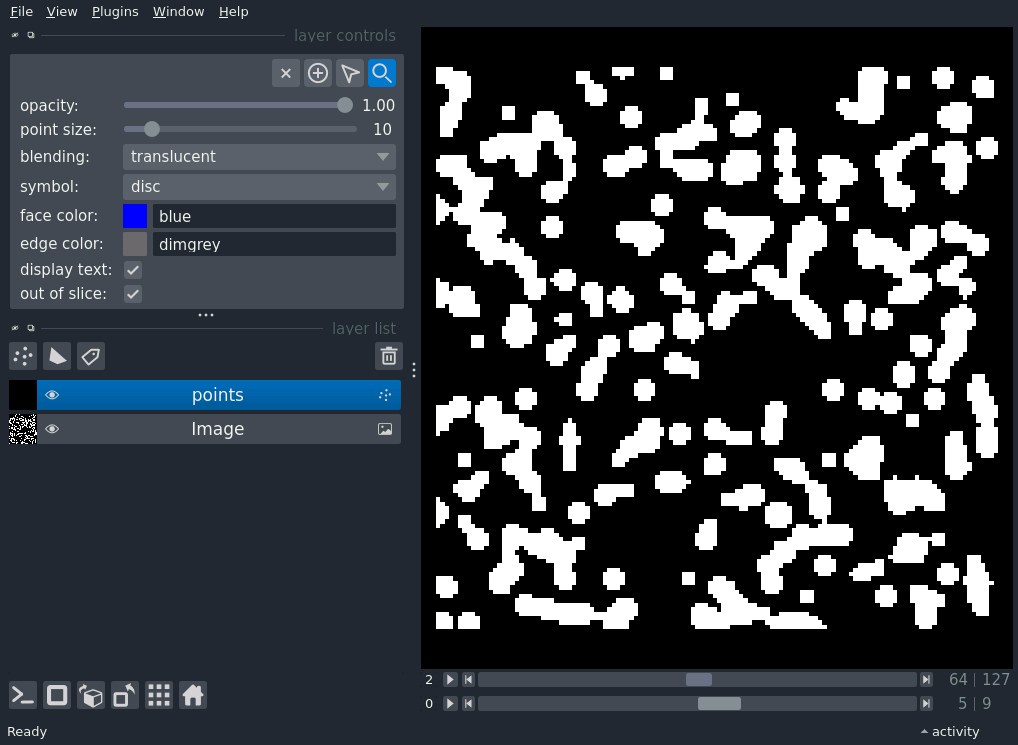 File View Plugins Window Help
layer controls
opacity: 1.00
point size: 10
blending: translucent
symbol: disc
face color: blue
edge color: dimgrey
display text:
out of slice:
layer list
points
Image
2 64 | 127
0 5 | 9
Ready activity